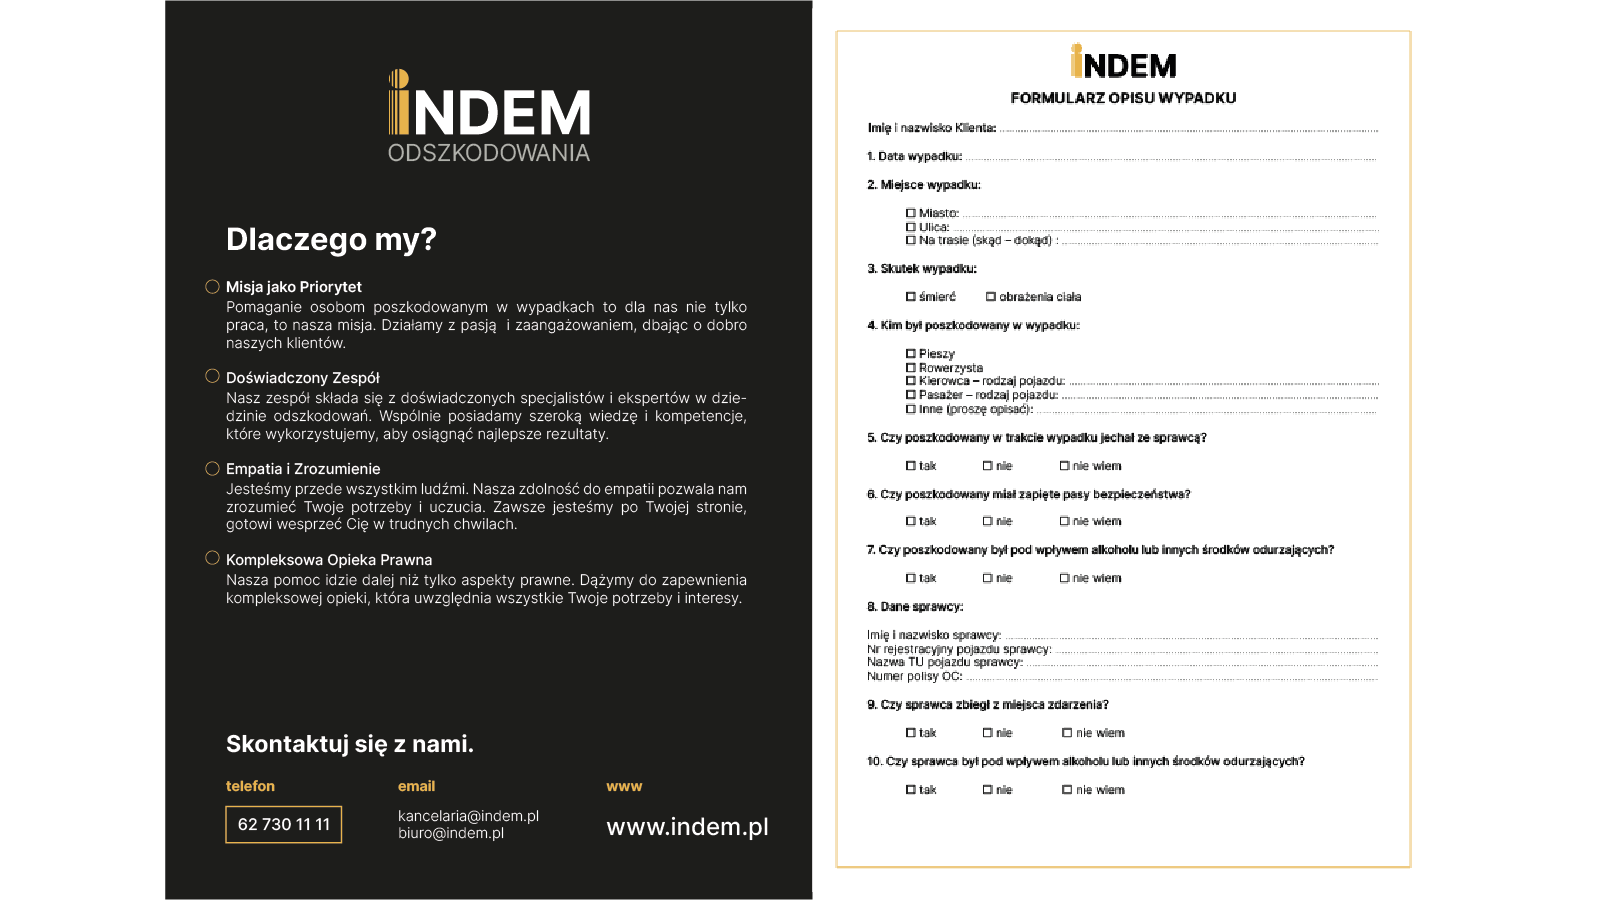 INDEM
ODSZKODOWANIA
Dlaczego my?
Misja jako Priorytet
Pomaganie osobom poszkodowanym w wypadkach to dla nas nie tylko
praca, to nasza misja. Działamy z pasją i zaangażowaniem, dbając o dobro
naszych klientów.
Doświadczony Zespół
Nasz zespół składa się z doświadczonych specjalistów i ekspertów w dzie-
dzinie odszkodowań. Wspólnie posiadamy szeroką wiedzę i kompetencje,
które wykorzystujemy, aby osiągnąć najlepsze rezultaty.
Empatia i Zrozumienie
Jesteśmy przede wszystkim ludźmi. Nasza zdolność do empatii pozwala nam
zrozumieć Twoje potrzeby i uczucia. Zawsze jesteśmy po Twojej stronie,
gotowi wesprzeć Cię w trudnych chwilach.
Kompleksowa Opieka Prawna
Nasza pomoc idzie dalej niż tylko aspekty prawne. Dążymy do zapewnienia
kompleksowej opieki, która uwzględnia wszystkie Twoje potrzeby i interesy.
Skontaktuj się z nami.
telefon email www
62 730 11 11
kancelaria@indem.pl
biuro@indem.pl
www.indem.pl
INDEM
FORMULARZ OPISU WYPADKU
Imię i nazwisko Klienta:
1. Data wypadku:
2. Miejsce wypadku:
Miasto:
Ulica:
Na trasie (skąd – dokąd) :
3. Skutek wypadku:
śmierć obrażenia ciała
4. Kim był poszkodowany w wypadku:
Pieszy
Rowerzysta
Kierowca – rodzaj pojazdu:
Pasażer – rodzaj pojazdu:
Inne (proszę opisać):
5. Czy poszkodowany w trakcie wypadku jechał ze sprawcą?
tak nie nie wiem
6. Czy poszkodowany miał zapięte pasy bezpieczeństwa?
tak nie nie wiem
7. Czy poszkodowany był pod wpływem alkoholu lub innych środków odurzających?
tak nie nie wiem
8. Dane sprawcy:
Imię i nazwisko sprawcy:
Nr rejestracyjny pojazdu sprawcy:
Nazwa TU pojazdu sprawcy:
Numer polisy OC:
9. Czy sprawca zbiegł z miejsca zdarzenia?
tak nie nie wiem
10. Czy sprawca był pod wpływem alkoholu lub innych środków odurzających?
tak nie nie wiem